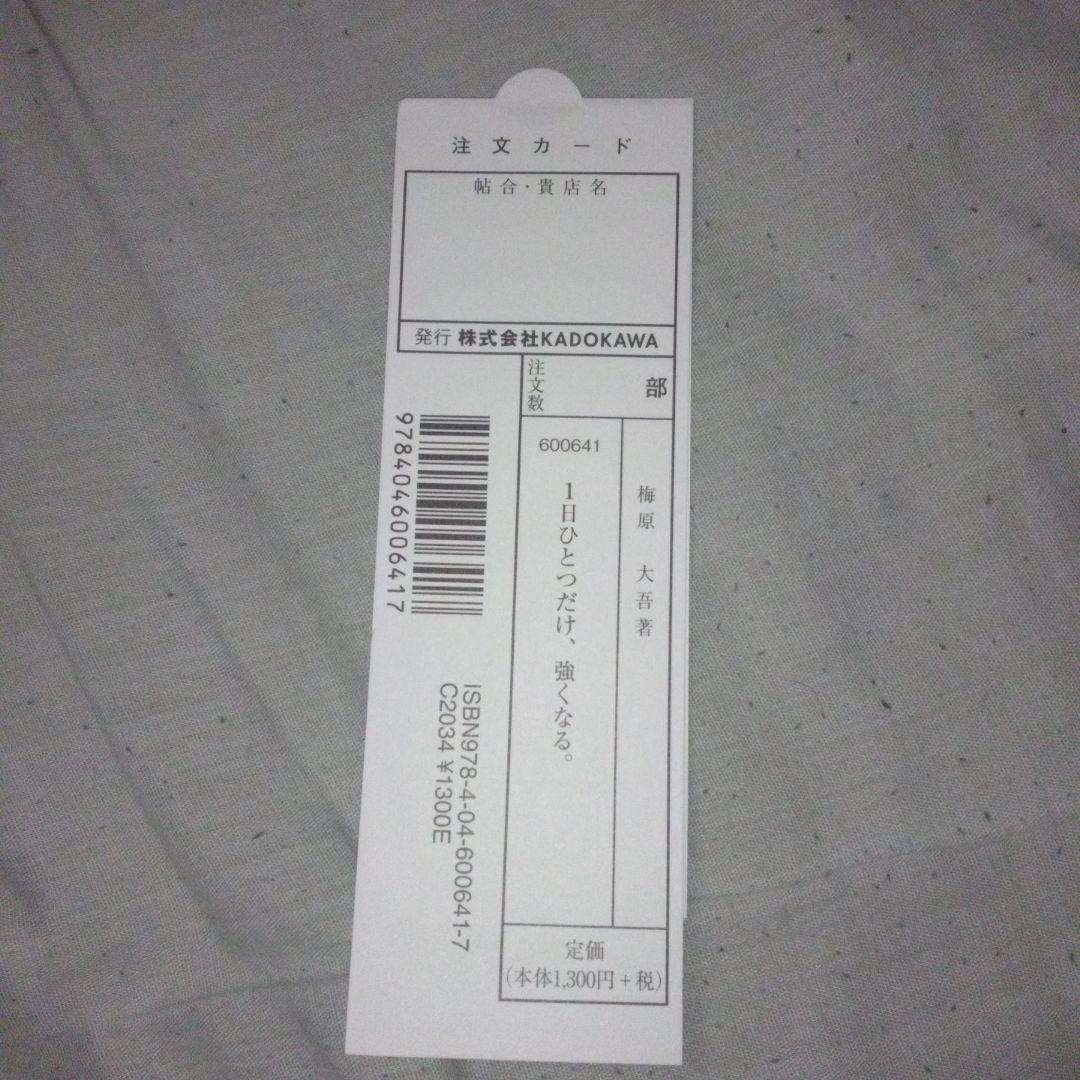 注文カード
帖合・貴店名
発行 株式会社KADOKAWA
注文数
部
600641
梅原 大吾著
1日ひとつだけ、強くなる。
9784046006417
ISBN978-4-04-600641-7
C2034 ¥1300E
定価
(本体1,300円+税)